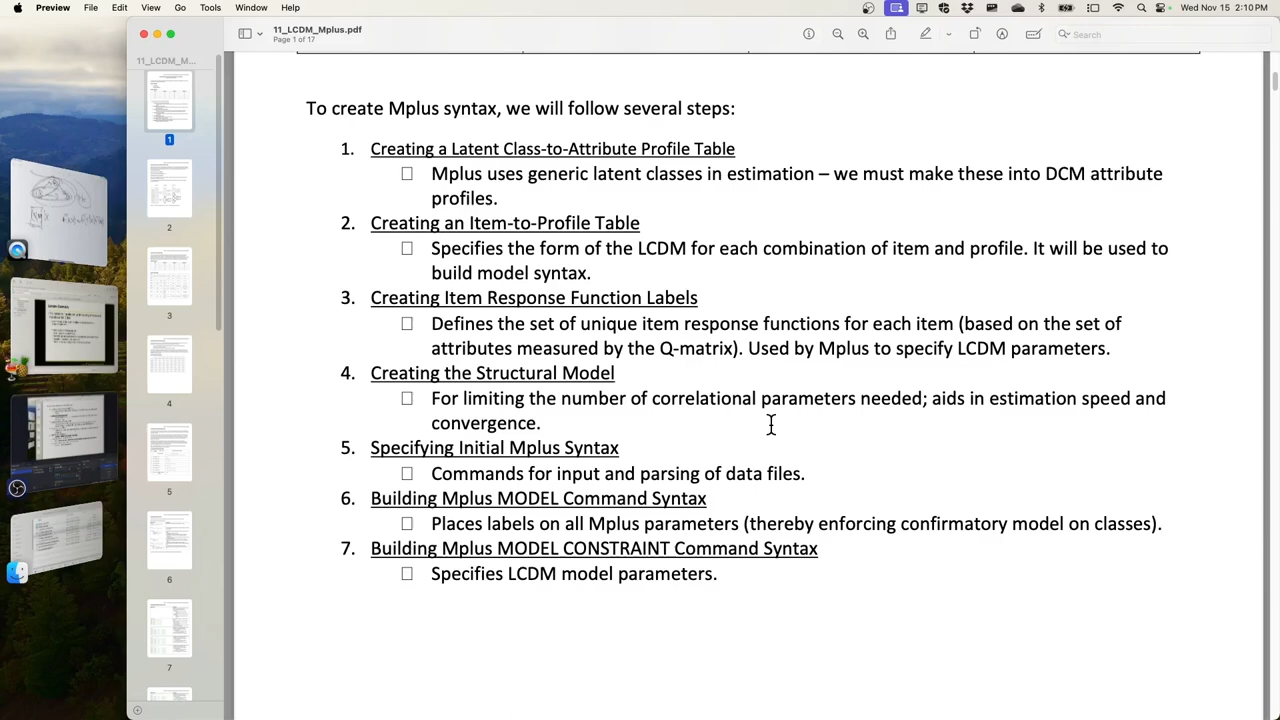 Preview File Edit View Go Tools Window Help
Wed Nov 15 2:10 PM
11_LCDM_Mplus.pdf
Page 1 of 17
Search
11_LCDM_M...
1
2
3
4
5
6
7
To create Mplus syntax, we will follow several steps:
1. Creating a Latent Class-to-Attribute Profile Table
Mplus uses generic latent classes in estimation – we must make these into DCM attribute
profiles.
2. Creating an Item-to-Profile Table
Specifies the form of the LCDM for each combination of item and profile. It will be used to
build model syntax.
3. Creating Item Response Function Labels
Defines the set of unique item response functions for each item (based on the set of
attributes measured by the Q-matrix). Used by Mplus to specify LCDM parameters.
4. Creating the Structural Model
For limiting the number of correlational parameters needed; aids in estimation speed and
convergence.
5. Specifying Initial Mplus Syntax
Commands for input and parsing of data files.
6. Building Mplus MODEL Command Syntax
Places labels on all Mplus parameters (thereby enforcing confirmatory model on classes).
7. Building Mplus MODEL CONSTRAINT Command Syntax
Specifies LCDM model parameters.